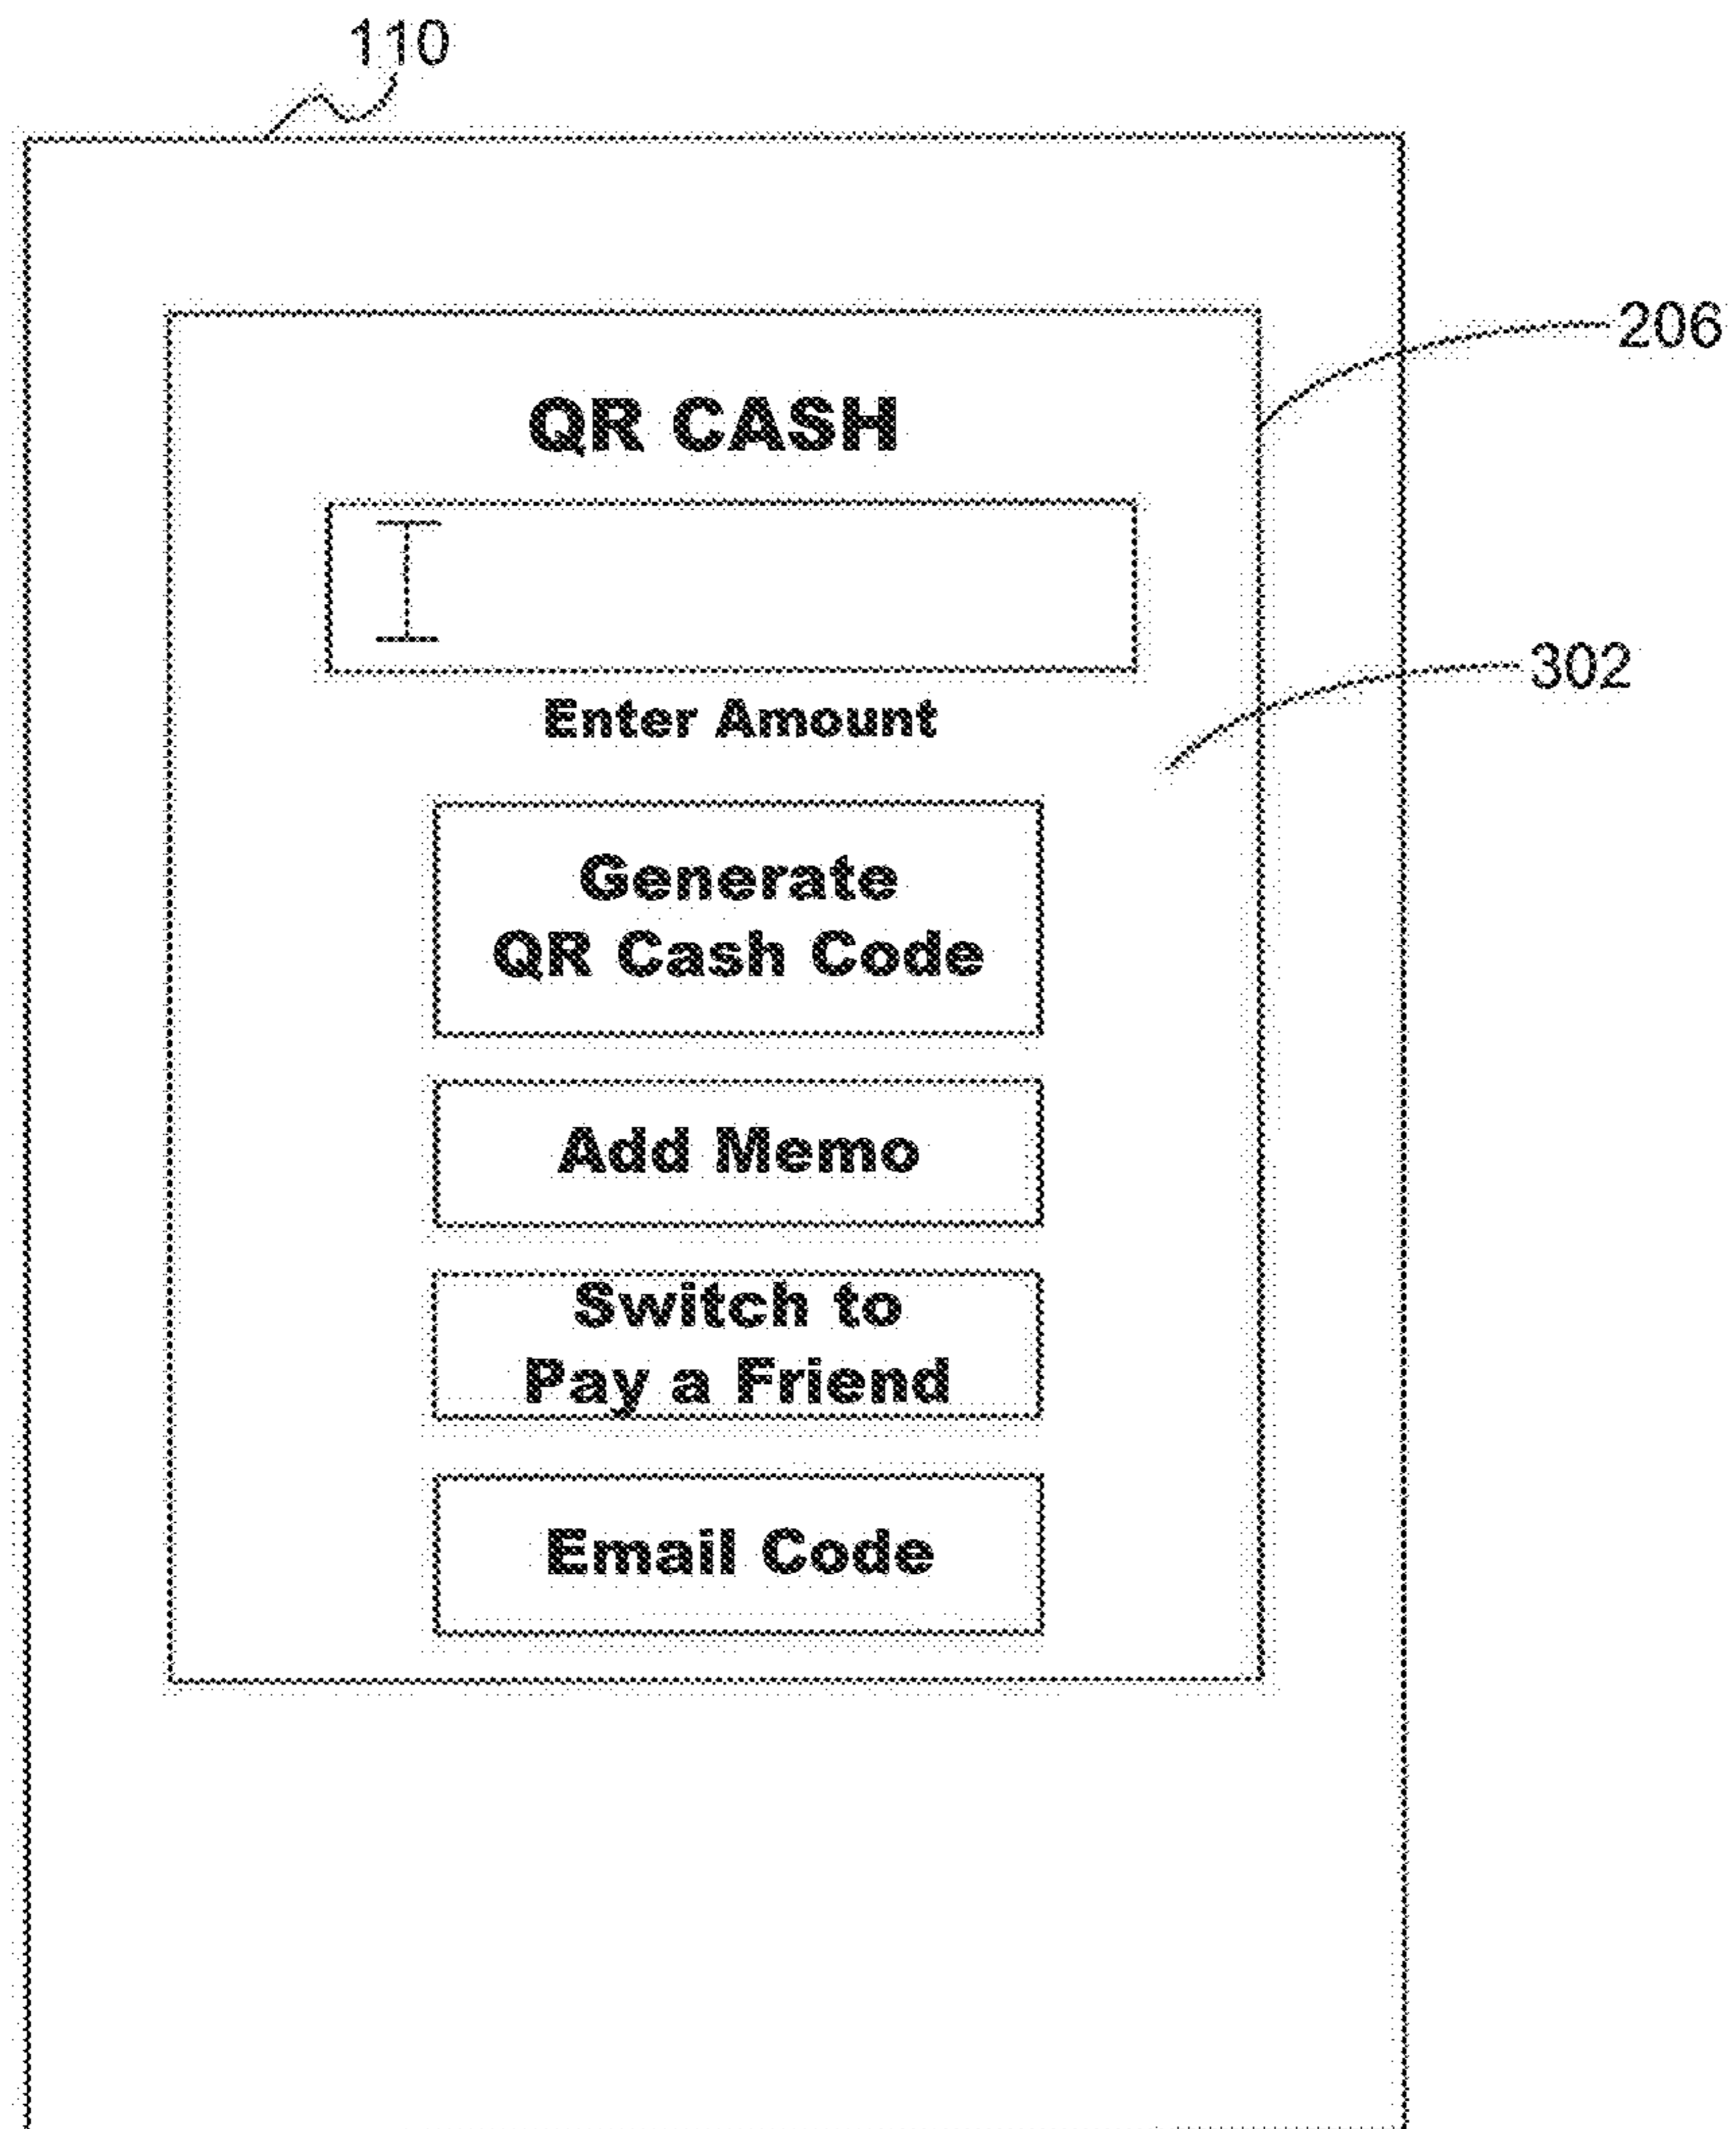 110
206
QR CASH
302
Enter Amount
Generate
QR Cash Code
Add Memo
Switch to
Pay a Friend
Email Code